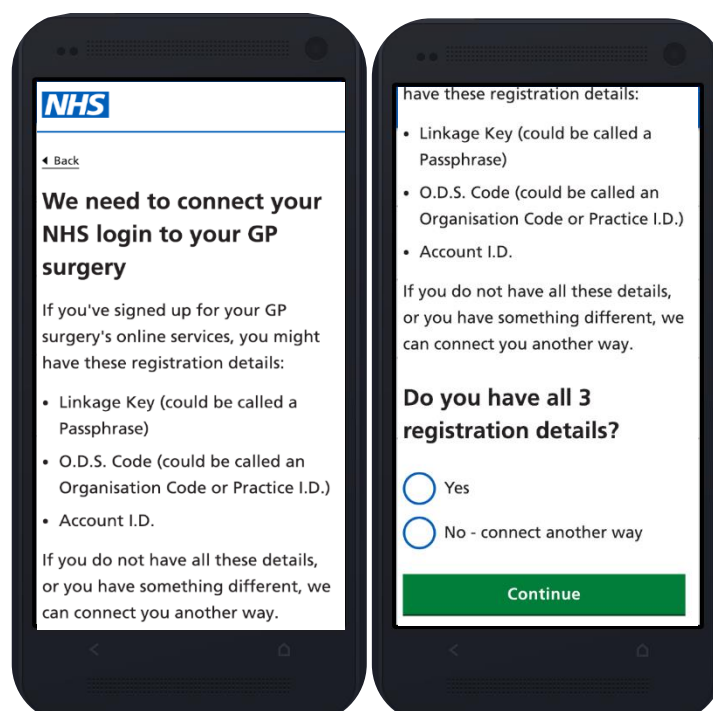 NHS
Back
We need to connect your
NHS login to your GP
surgery
If you've signed up for your GP
surgery's online services, you might
have these registration details:
• Linkage Key (could be called a
Passphrase)
• O.D.S. Code (could be called an
Organisation Code or Practice I.D.)
• Account I.D.
If you do not have all these details,
or you have something different, we
can connect you another way.
have these registration details:
• Linkage Key (could be called a
Passphrase)
• O.D.S. Code (could be called an
Organisation Code or Practice I.D.)
• Account I.D.
If you do not have all these details,
or you have something different, we
can connect you another way.
Do you have all 3
registration details?
Yes
No - connect another way
Continue